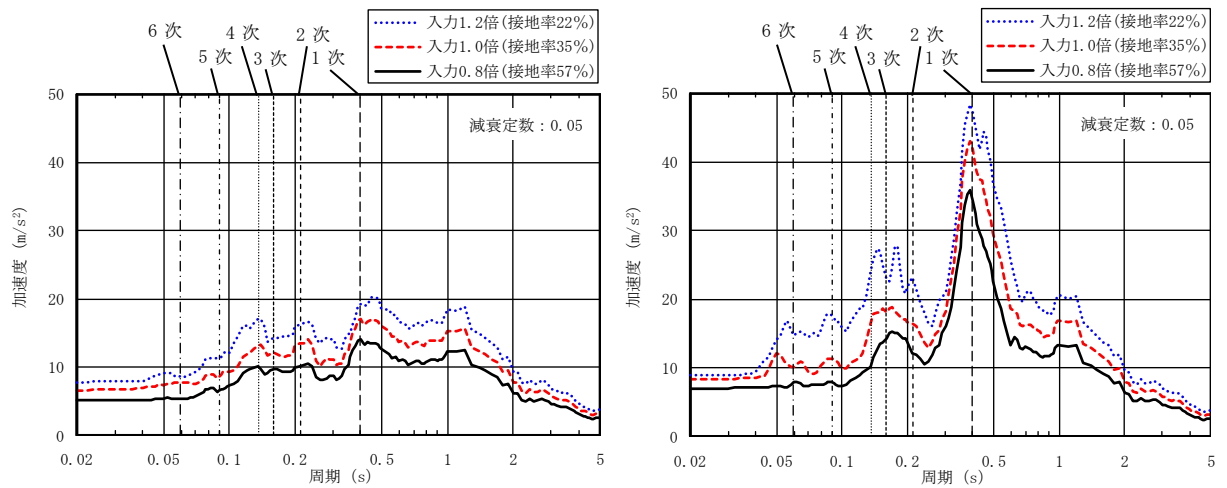 入力1.2倍(接地率22%)
入力1.0倍(接地率35%)
入力0.8倍(接地率57%)
6 次
5 次
4 次
3 次
2 次
1 次
減衰定数：0.05
50
40
30
20
10
0
加速度 (m/s²)
0.02
0.05
0.1
0.2
0.5
1
2
5
周期 (s)
入力1.2倍(接地率22%)
入力1.0倍(接地率35%)
入力0.8倍(接地率57%)
6 次
5 次
4 次
3 次
2 次
1 次
減衰定数：0.05
50
40
30
20
10
0
加速度 (m/s²)
0.02
0.05
0.1
0.2
0.5
1
2
5
周期 (s)